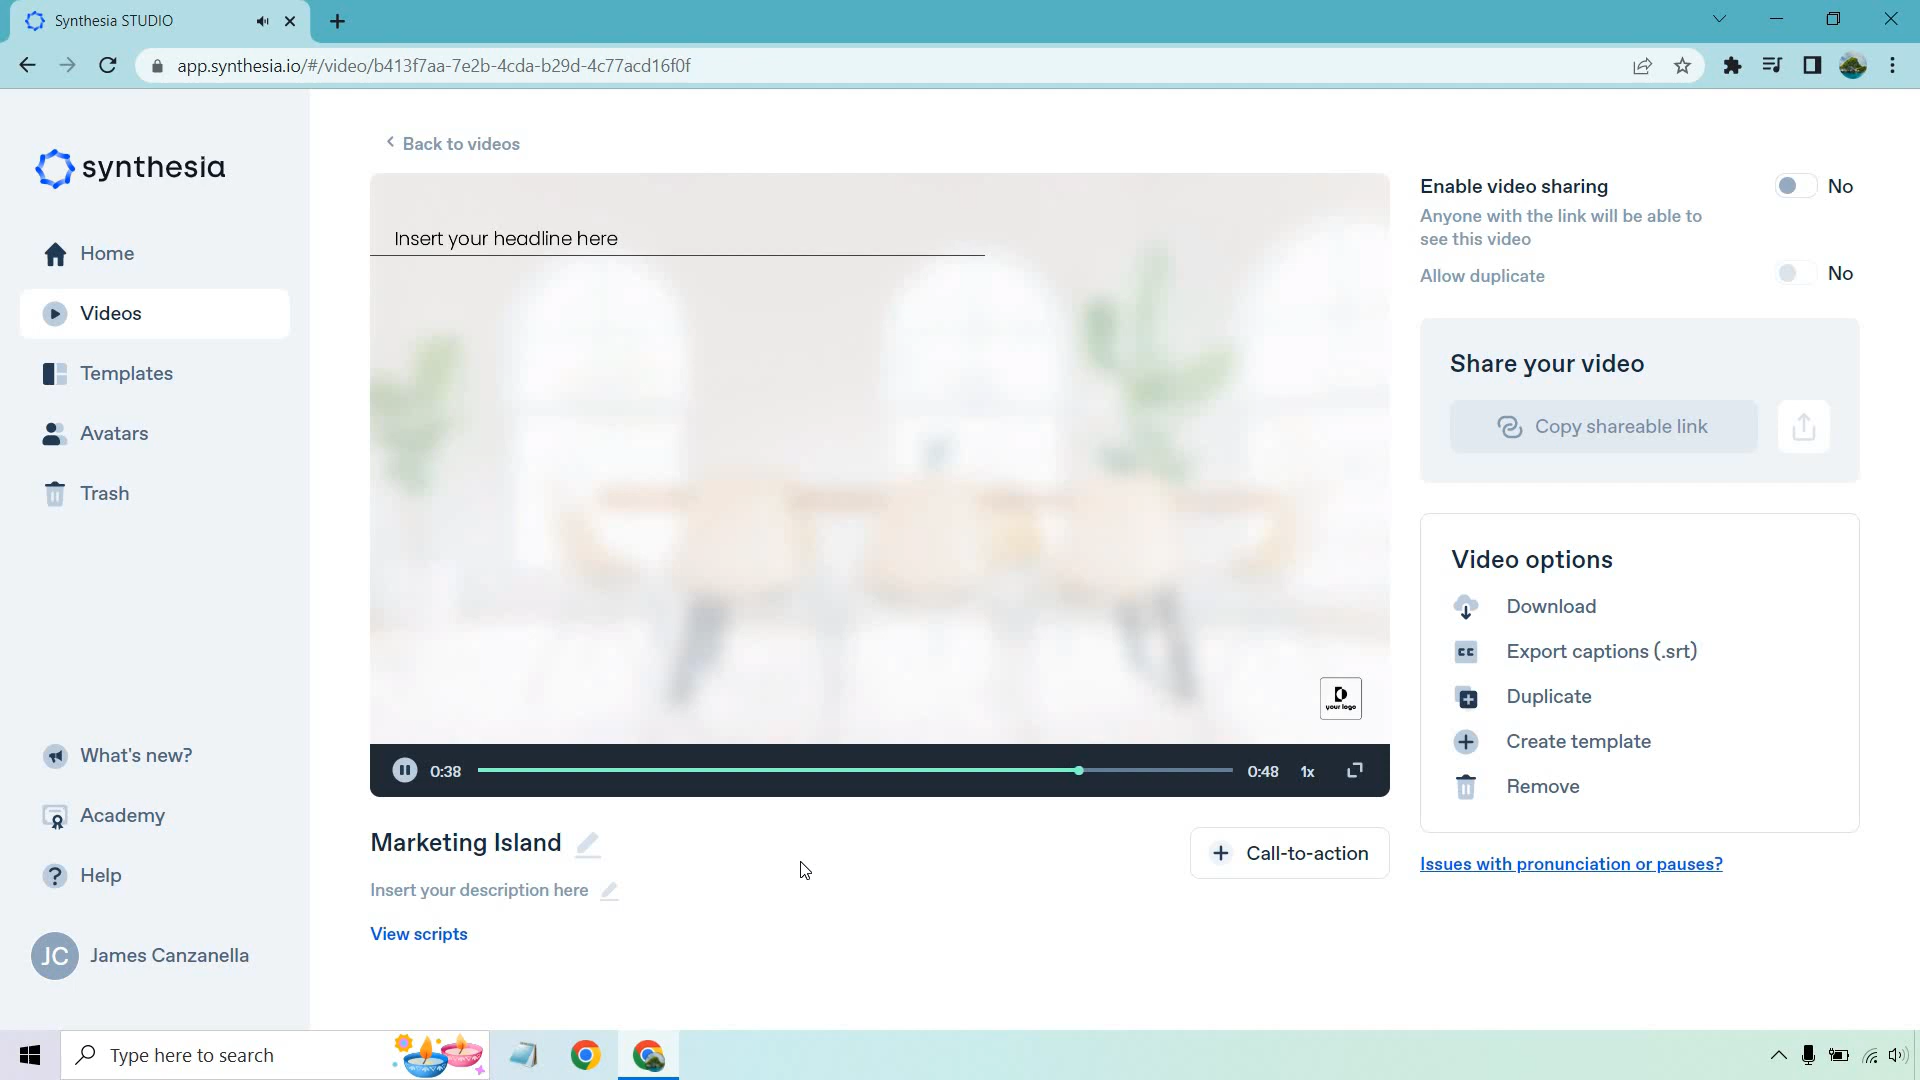 Synthesia STUDIO
app.synthesia.io/#/video/b413f7aa-7e2b-4cda-b29d-4c77acd16f0f
synthesia
Home
Videos
Templates
Avatars
Trash
What's new?
Academy
Help
JC
James Canzanella
Back to videos
Insert your headline here
D
your logo
0:38
0:48
1x
Marketing Island
Insert your description here
View scripts
Call-to-action
Enable video sharing
No
Anyone with the link will be able to
see this video
Allow duplicate
No
Share your video
Copy shareable link
Video options
Download
CC
Export captions (.srt)
Duplicate
Create template
Remove
Issues with pronunciation or pauses?
Type here to search